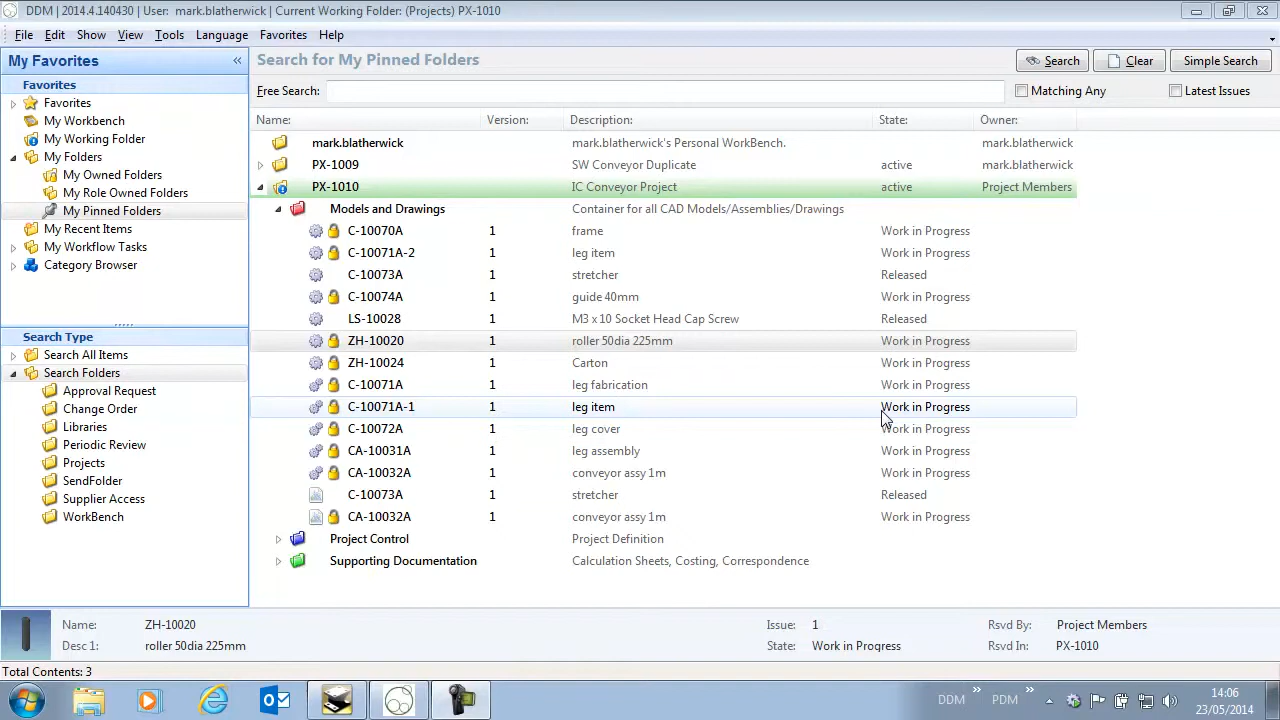 DDM | 2014.4.140430 | User: mark.blatherwick | Current Working Folder: (Projects) PX-1010
File Edit Show View Tools Language Favorites Help
My Favorites «
Favorites
Favorites
My Workbench
My Working Folder
My Folders
My Owned Folders
My Role Owned Folders
My Pinned Folders
My Recent Items
My Workflow Tasks
Category Browser
Search Type
Search All Items
Search Folders
Approval Request
Change Order
Libraries
Periodic Review
Projects
SendFolder
Supplier Access
WorkBench
Search for My Pinned Folders Search Clear Simple Search
Free Search: Matching Any Latest Issues
Name: Version: Description: State: Owner:
mark.blatherwick mark.blatherwick's Personal WorkBench. mark.blatherwick
PX-1009 SW Conveyor Duplicate active mark.blatherwick
PX-1010 IC Conveyor Project active Project Members
Models and Drawings Container for all CAD Models/Assemblies/Drawings
C-10070A 1 frame Work in Progress
C-10071A-2 1 leg item Work in Progress
C-10073A 1 stretcher Released
C-10074A 1 guide 40mm Work in Progress
LS-10028 1 M3 x 10 Socket Head Cap Screw Released
ZH-10020 1 roller 50dia 225mm Work in Progress
ZH-10024 1 Carton Work in Progress
C-10071A 1 leg fabrication Work in Progress
C-10071A-1 1 leg item Work in Progress
C-10072A 1 leg cover Work in Progress
CA-10031A 1 leg assembly Work in Progress
CA-10032A 1 conveyor assy 1m Work in Progress
C-10073A 1 stretcher Released
CA-10032A 1 conveyor assy 1m Work in Progress
Project Control Project Definition
Supporting Documentation Calculation Sheets, Costing, Correspondence
Name: ZH-10020 Issue: 1 Rsvd By: Project Members
Desc 1: roller 50dia 225mm State: Work in Progress Rsvd In: PX-1010
Total Contents: 3
DDM » PDM » 14:06
23/05/2014